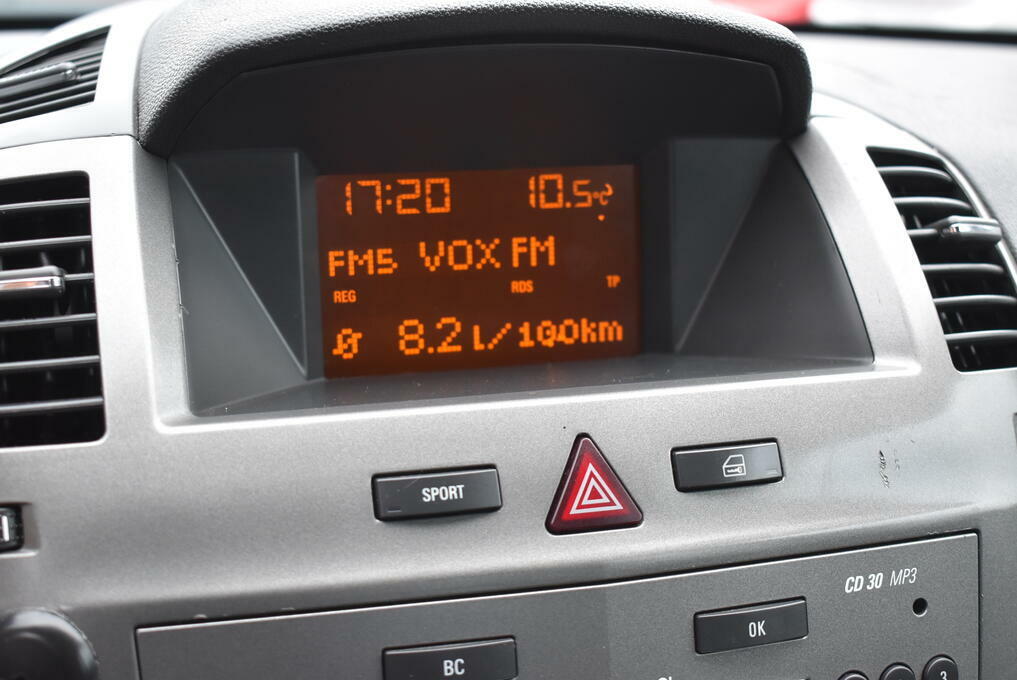 17:20 10.5°C
FM5 VOX FM
REG RDS TP
Ø 8.2 l/100km
SPORT
CD 30 MP3
OK
BC
3